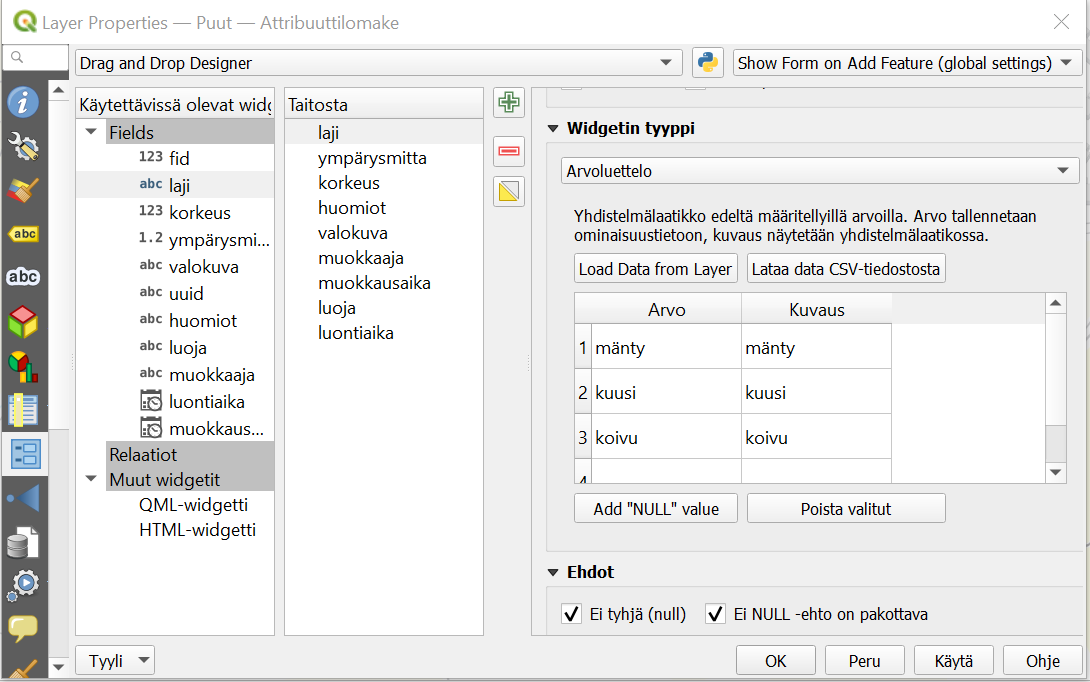 Layer Properties — Puut — Attribuuttilomake
Drag and Drop Designer
Show Form on Add Feature (global settings)
Käytettävissä olevat widg
Fields
123 fid
abc laji
123 korkeus
1.2 ympärysmi...
abc valokuva
abc uuid
abc huomiot
abc luoja
abc muokkaaja
luontiaika
muokkaus...
Relaatiot
Muut widgetit
QML-widgetti
HTML-widgetti
Taitosta
laji
ympärysmitta
korkeus
huomiot
valokuva
muokkaaja
muokkausaika
luoja
luontiaika
Widgetin tyyppi
Arvoluettelo
Yhdistelmälaatikko edeltä määritellyillä arvoilla. Arvo tallennetaan
ominaisuustietoon, kuvaus näytetään yhdistelmälaatikossa.
Load Data from Layer
Lataa data CSV-tiedostosta
Arvo Kuvaus
1 mänty mänty
2 kuusi kuusi
3 koivu koivu
4
Add "NULL" value
Poista valitut
Ehdot
Ei tyhjä (null)
Ei NULL -ehto on pakottava
abc
abc
Tyyli
OK
Peru
Käytä
Ohje